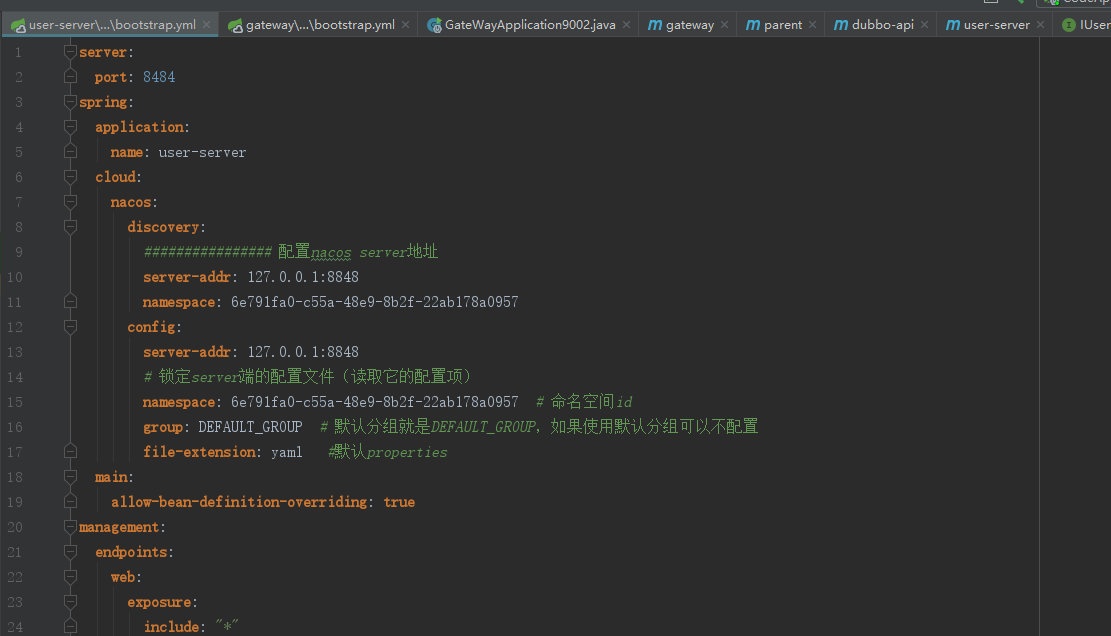 user-server\...\bootstrap.yml gateway\...\bootstrap.yml GateWayApplication9002.java gateway parent dubbo-api user-server
1 server:
2 port: 8484
3 spring:
4 application:
5 name: user-server
6 cloud:
7 nacos:
8 discovery:
9 ################ 配置nacos server地址
10 server-addr: 127.0.0.1:8848
11 namespace: 6e791fa0-c55a-48e9-8b2f-22ab178a0957
12 config:
13 server-addr: 127.0.0.1:8848
14 # 锁定server端的配置文件（读取它的配置项）
15 namespace: 6e791fa0-c55a-48e9-8b2f-22ab178a0957 # 命名空间id
16 group: DEFAULT_GROUP # 默认分组就是DEFAULT_GROUP，如果使用默认分组可以不配置
17 file-extension: yaml #默认properties
18 main:
19 allow-bean-definition-overriding: true
20 management:
21 endpoints:
22 web:
23 exposure:
24 include: "*"